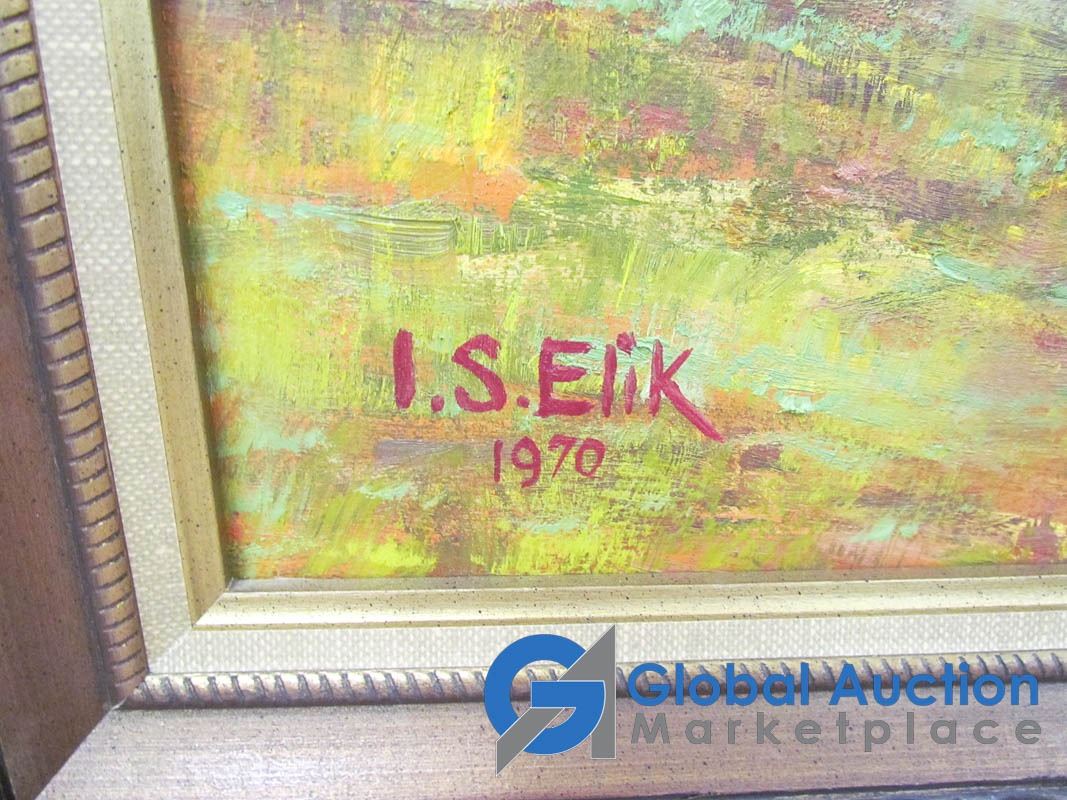 I.S.Elik
1970
Global Auction
Marketplace